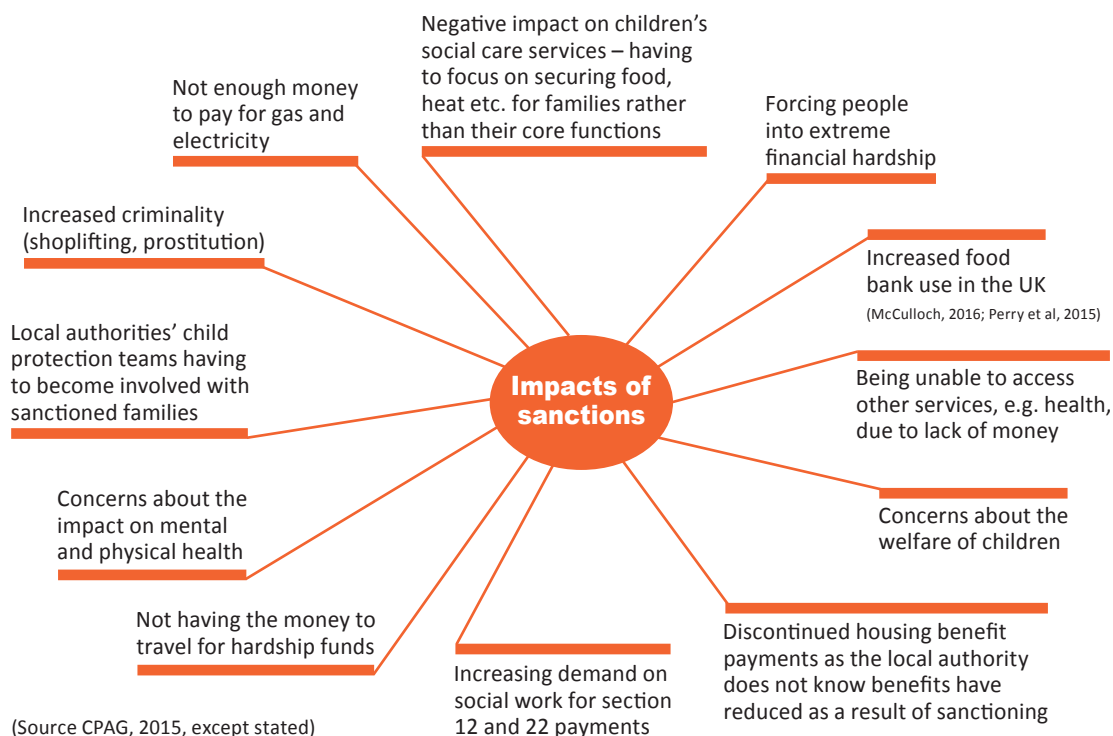 Negative impact on children’s
social care services – having
to focus on securing food,
heat etc. for families rather
than their core functions
Not enough money
to pay for gas and
electricity
Forcing people
into extreme
financial hardship
Increased criminality
(shoplifting, prostitution)
Increased food
bank use in the UK
(McCulloch, 2016; Perry et al, 2015)
Local authorities’ child
protection teams having
to become involved with
sanctioned families
Impacts of
sanctions
Being unable to access
other services, e.g. health,
due to lack of money
Concerns about the
impact on mental
and physical health
Concerns about the
welfare of children
Not having the money to
travel for hardship funds
Increasing demand on
social work for section
12 and 22 payments
Discontinued housing benefit
payments as the local authority
does not know benefits have
reduced as a result of sanctioning
(Source CPAG, 2015, except stated)